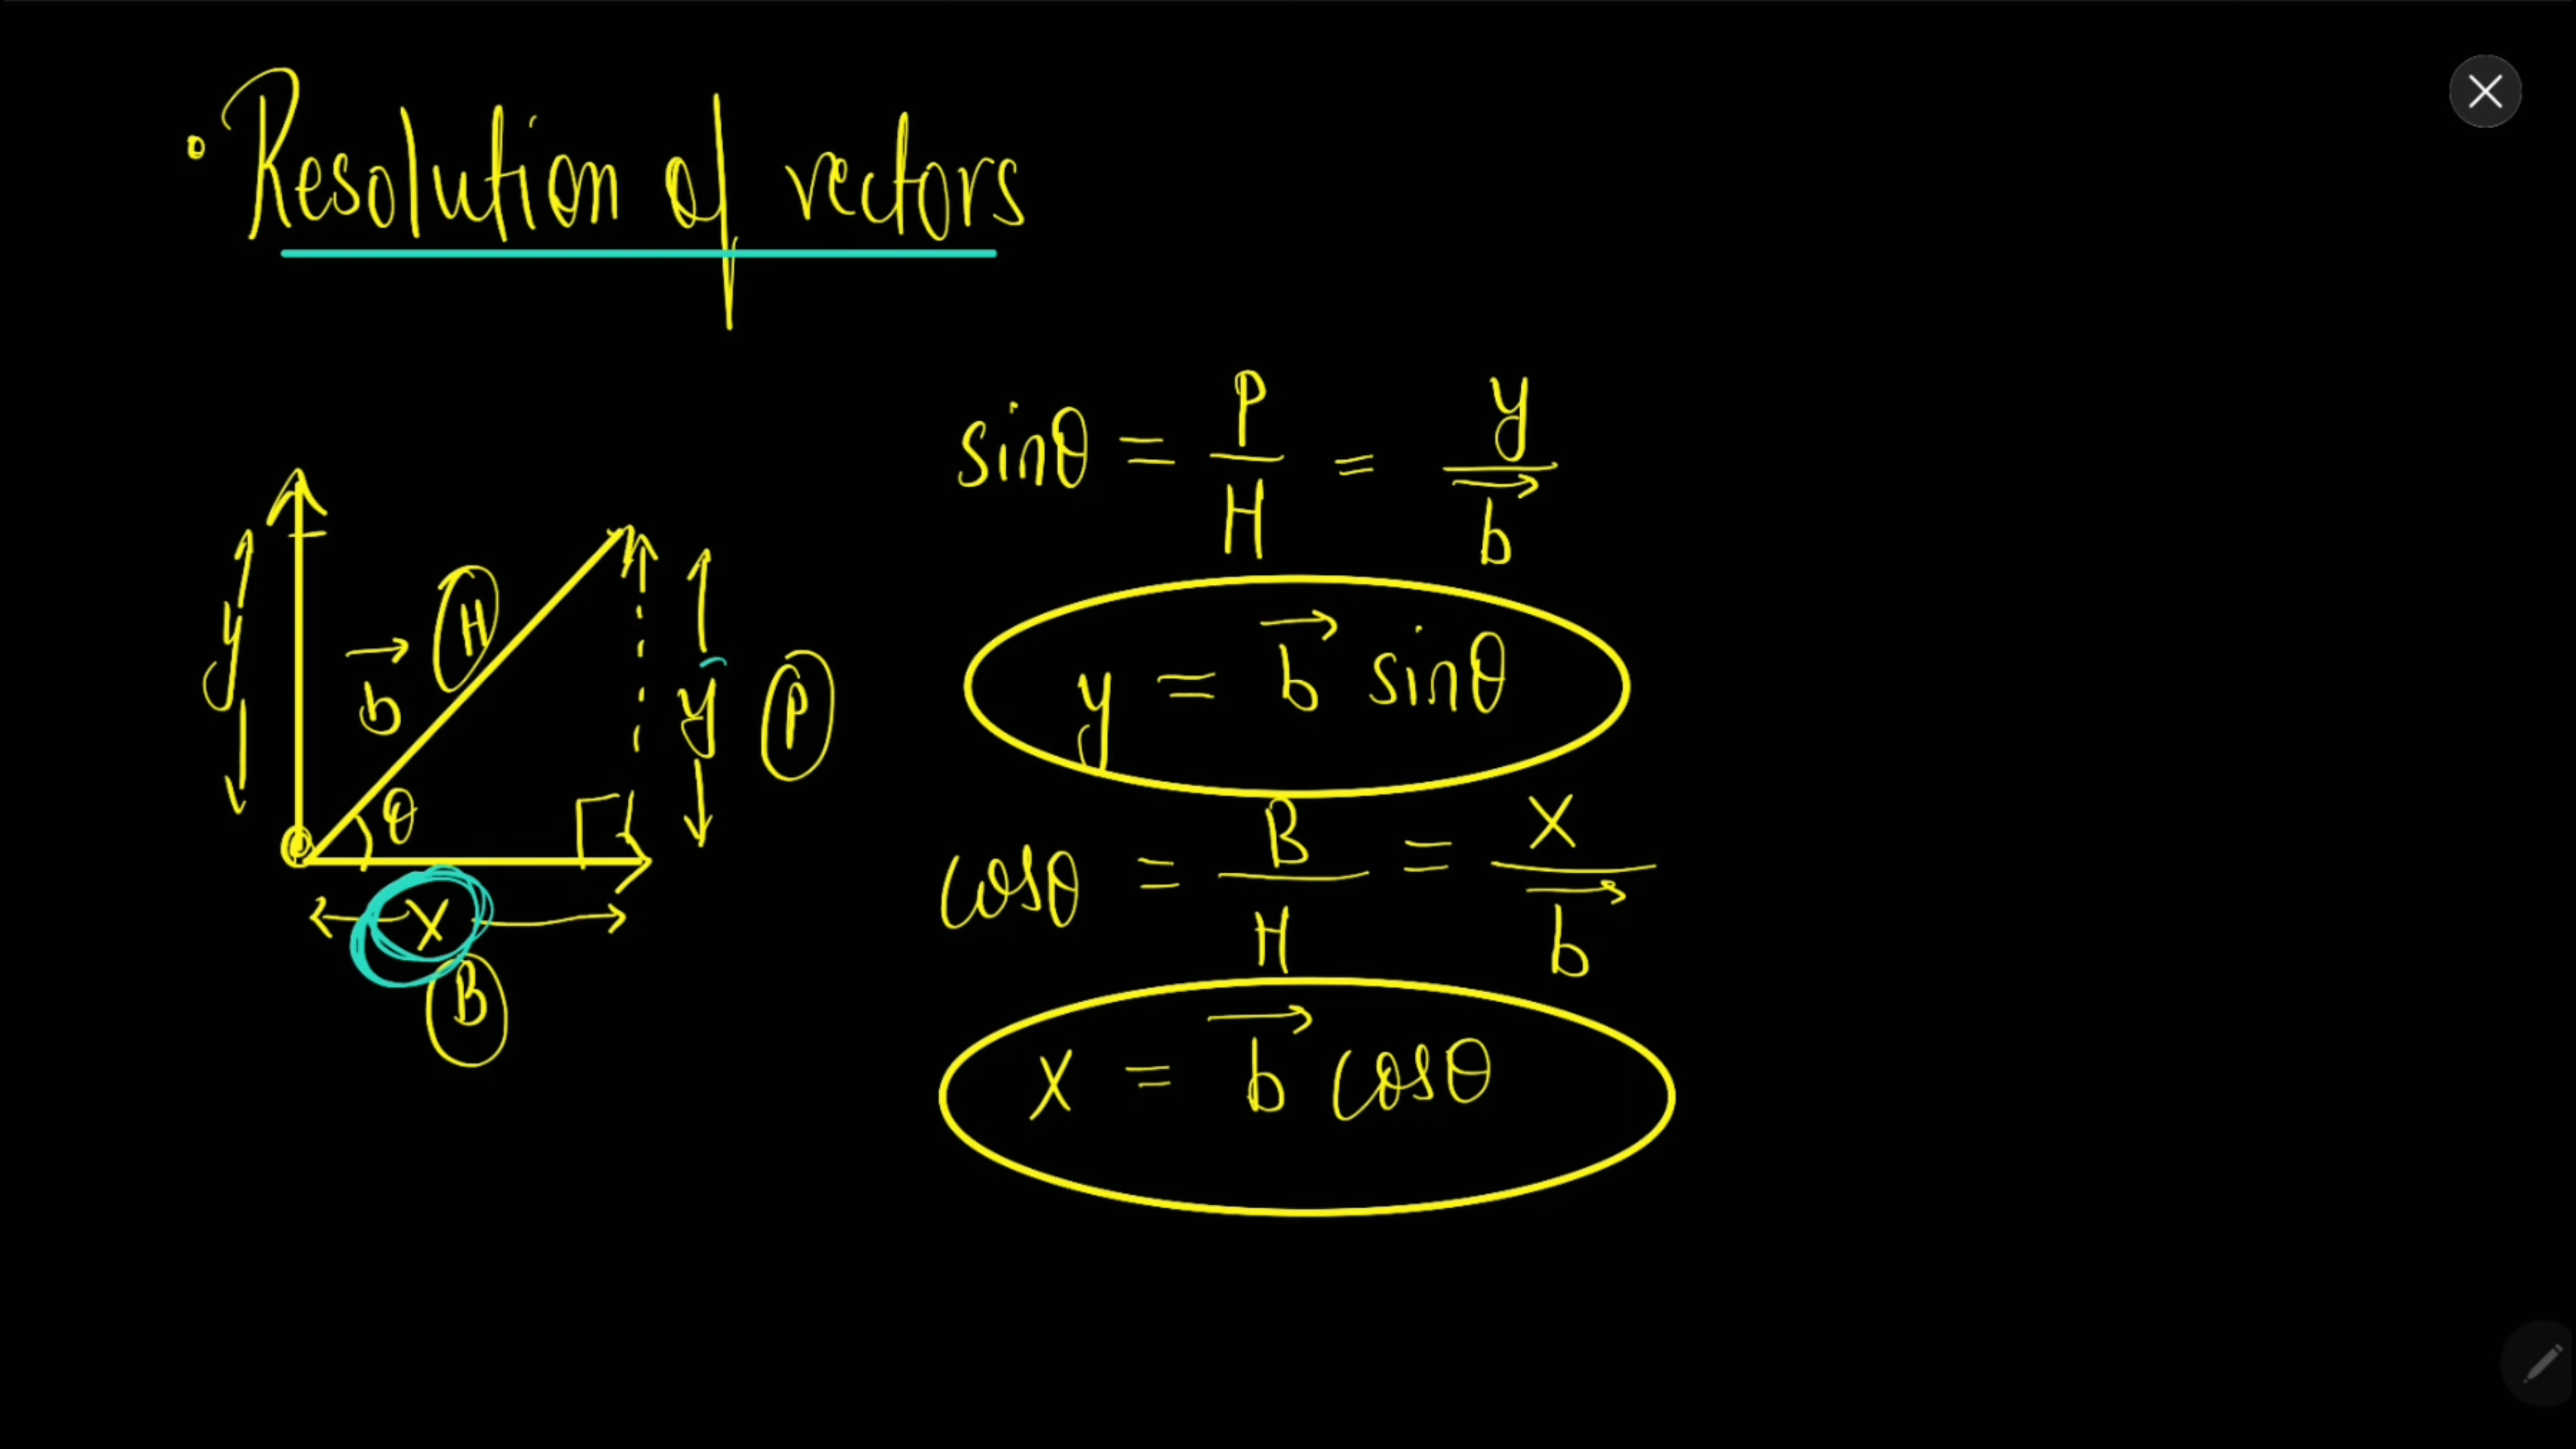 Resolution of vectors
sinθ = P/H = y/b⃗
y = b⃗ sinθ
cosθ = B/H = x/b⃗
x = b⃗ cosθ
y
b⃗
H
θ
y
P
x
B